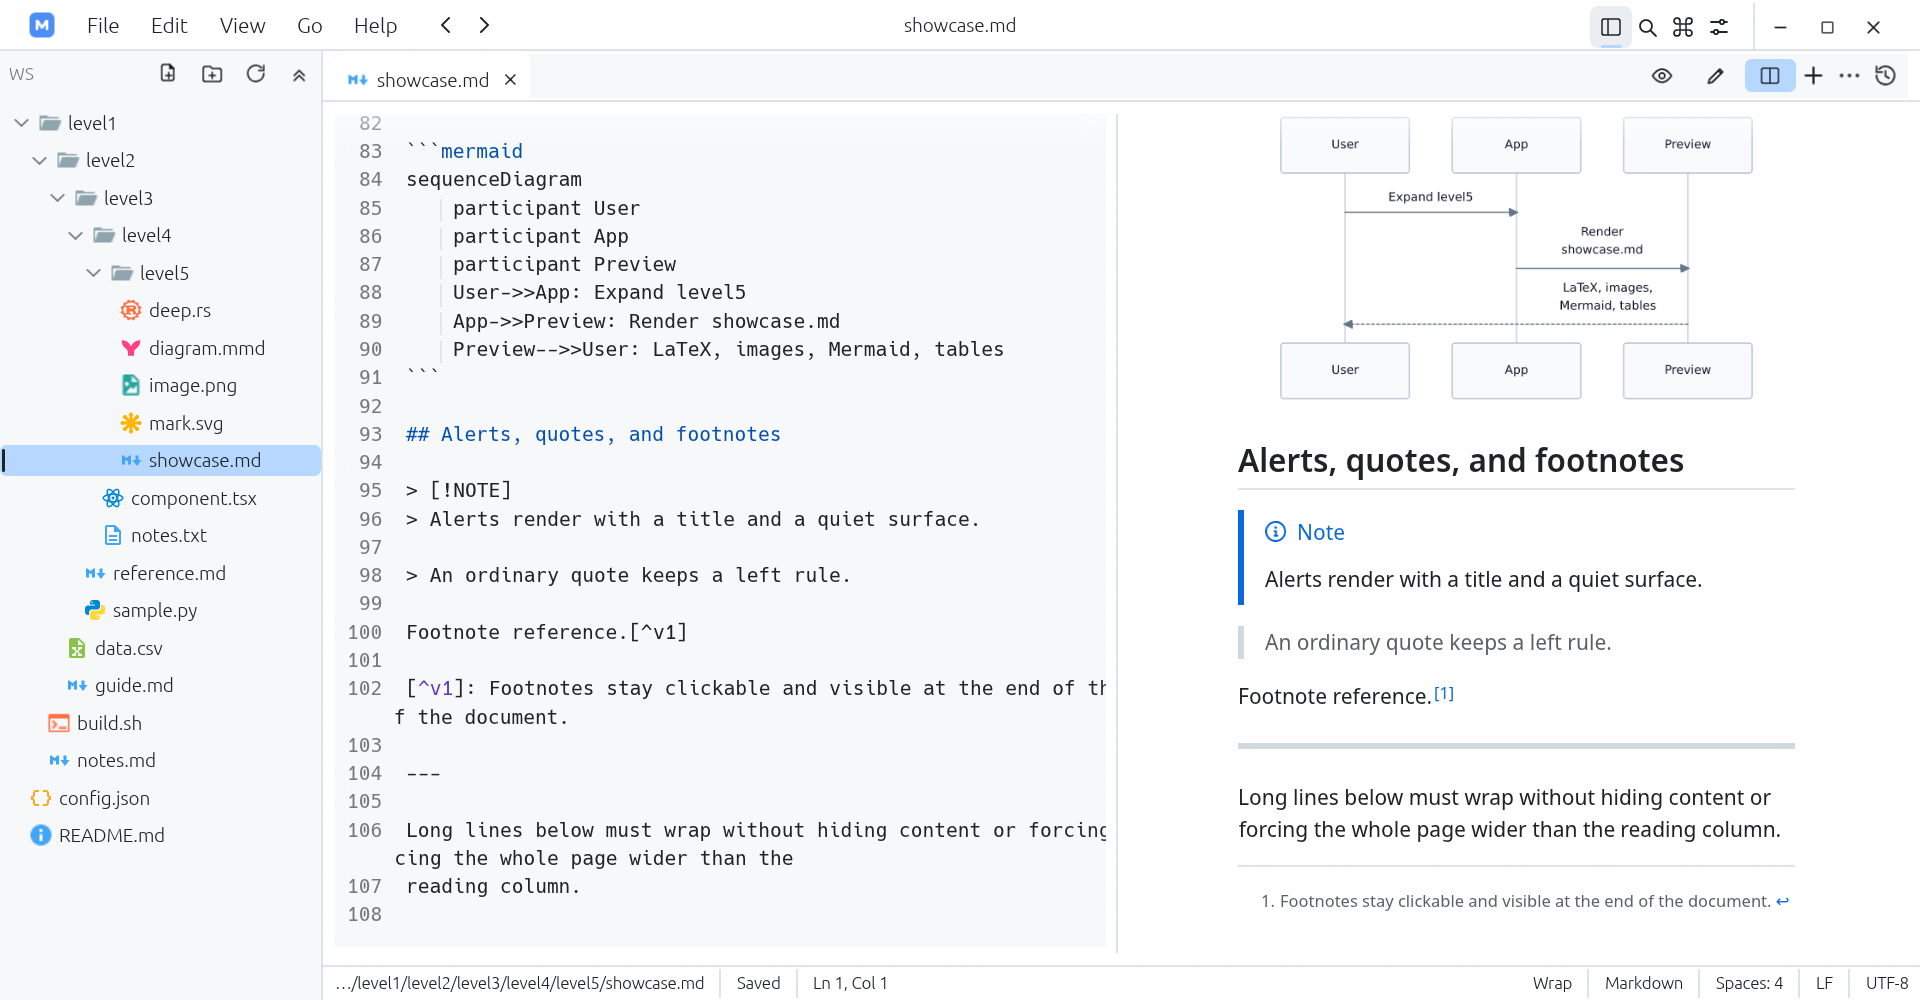 M File Edit View Go Help showcase.md
WS
showcase.md
level1
level2
level3
level4
level5
deep.rs
diagram.mmd
image.png
mark.svg
showcase.md
component.tsx
notes.txt
reference.md
sample.py
data.csv
guide.md
build.sh
notes.md
config.json
README.md
82
83 ```mermaid
84 sequenceDiagram
85 participant User
86 participant App
87 participant Preview
88 User->>App: Expand level5
89 App->>Preview: Render showcase.md
90 Preview-->>User: LaTeX, images, Mermaid, tables
91 ```
92
93 ## Alerts, quotes, and footnotes
94
95 > [!NOTE]
96 > Alerts render with a title and a quiet surface.
97
98 > An ordinary quote keeps a left rule.
99
100 Footnote reference.[^v1]
101
102 [^v1]: Footnotes stay clickable and visible at the end of th
f the document.
103
104 ---
105
106 Long lines below must wrap without hiding content or forcing
cing the whole page wider than the
107 reading column.
108
User App Preview
Expand level5
Render
showcase.md
LaTeX, images,
Mermaid, tables
User App Preview
Alerts, quotes, and footnotes
Note
Alerts render with a title and a quiet surface.
An ordinary quote keeps a left rule.
Footnote reference.[1]
Long lines below must wrap without hiding content or
forcing the whole page wider than the reading column.
1. Footnotes stay clickable and visible at the end of the document. ↩
…/level1/level2/level3/level4/level5/showcase.md Saved Ln 1, Col 1 Wrap Markdown Spaces: 4 LF UTF-8